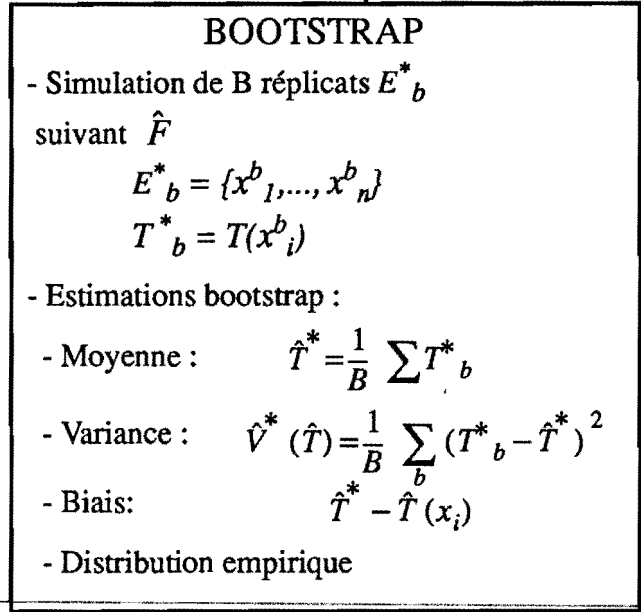 BOOTSTRAP
- Simulation de B réplicats E*_b
suivant F̂
E*_b = {x^b_1,..., x^b_n}
T*_b = T(x^b_i)
- Estimations bootstrap :
- Moyenne : T̂* = 1/B ∑ T*_b
- Variance : V̂* (T̂) = 1/B ∑_b (T*_b – T̂*)²
- Biais: T̂* – T̂ (x_i)
- Distribution empirique